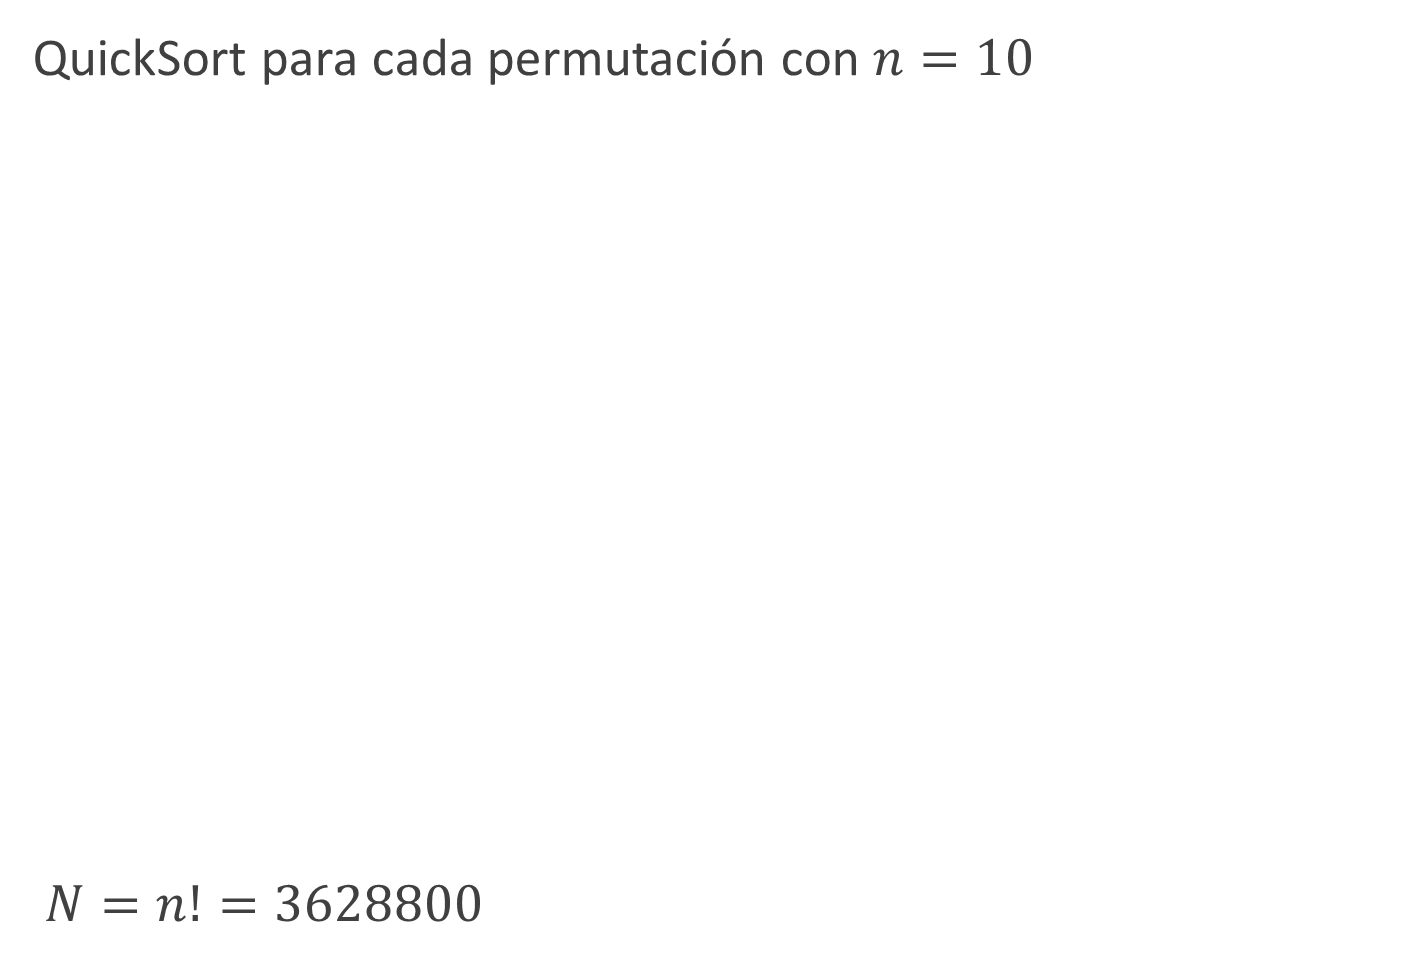 QuickSort para cada permutación con n = 10
N = n! = 3628800